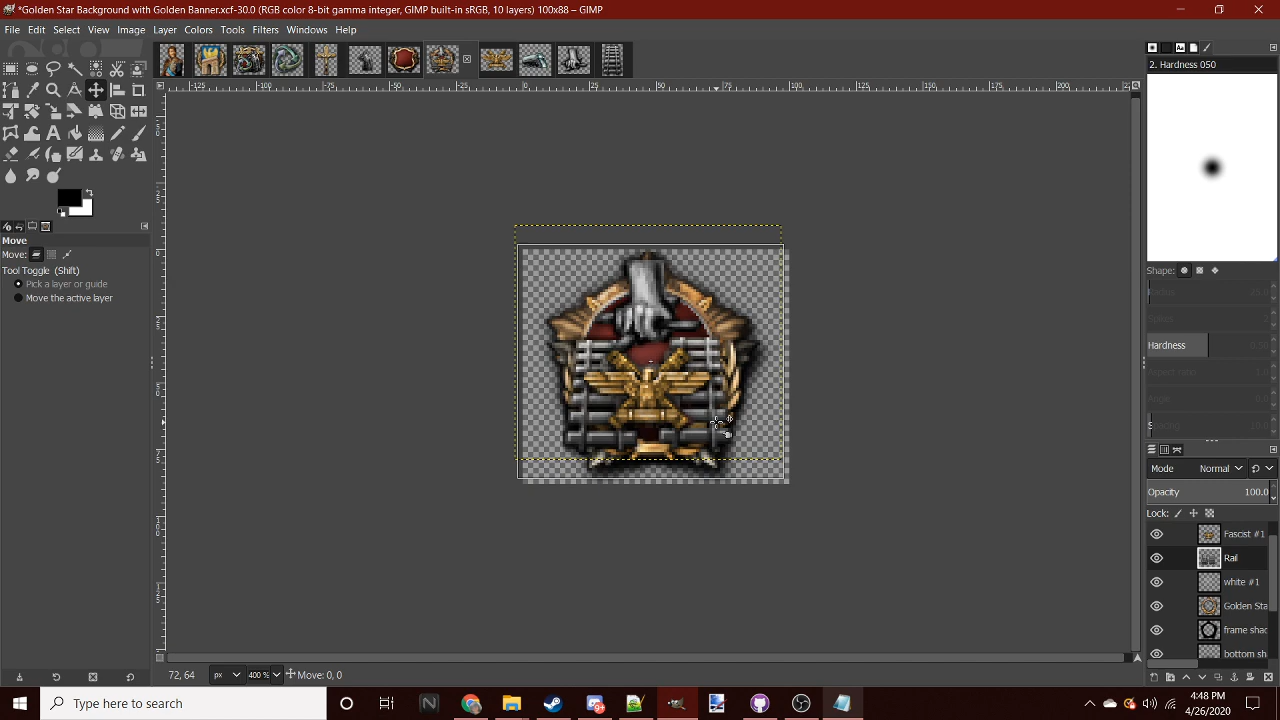 *Golden Star Background with Golden Banner.xcf-30.0 (RGB color 8-bit gamma integer, GIMP built-in sRGB, 10 layers) 100x88 – GIMP
File Edit Select View Image Layer Colors Tools Filters Windows Help
2. Hardness 050
Move
Move:
Tool Toggle (Shift)
Pick a layer or guide
Move the active layer
Shape:
Hardness
Mode Normal
Opacity 100.0
Lock:
Fascist #1
Rail
white #1
Golden Sta
frame shad
bottom sh
72, 64 px 400 % Move: 0, 0
Type here to search
4:48 PM
4/26/2020